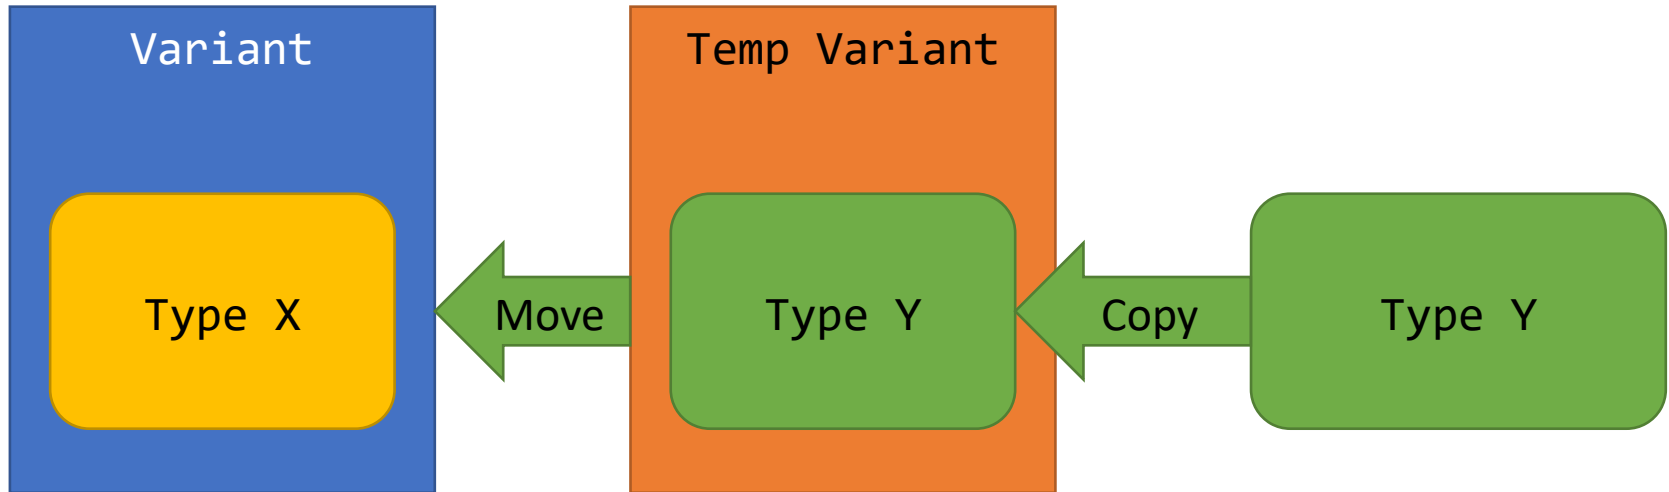 Variant
Temp Variant
Type X
Move
Type Y
Copy
Type Y